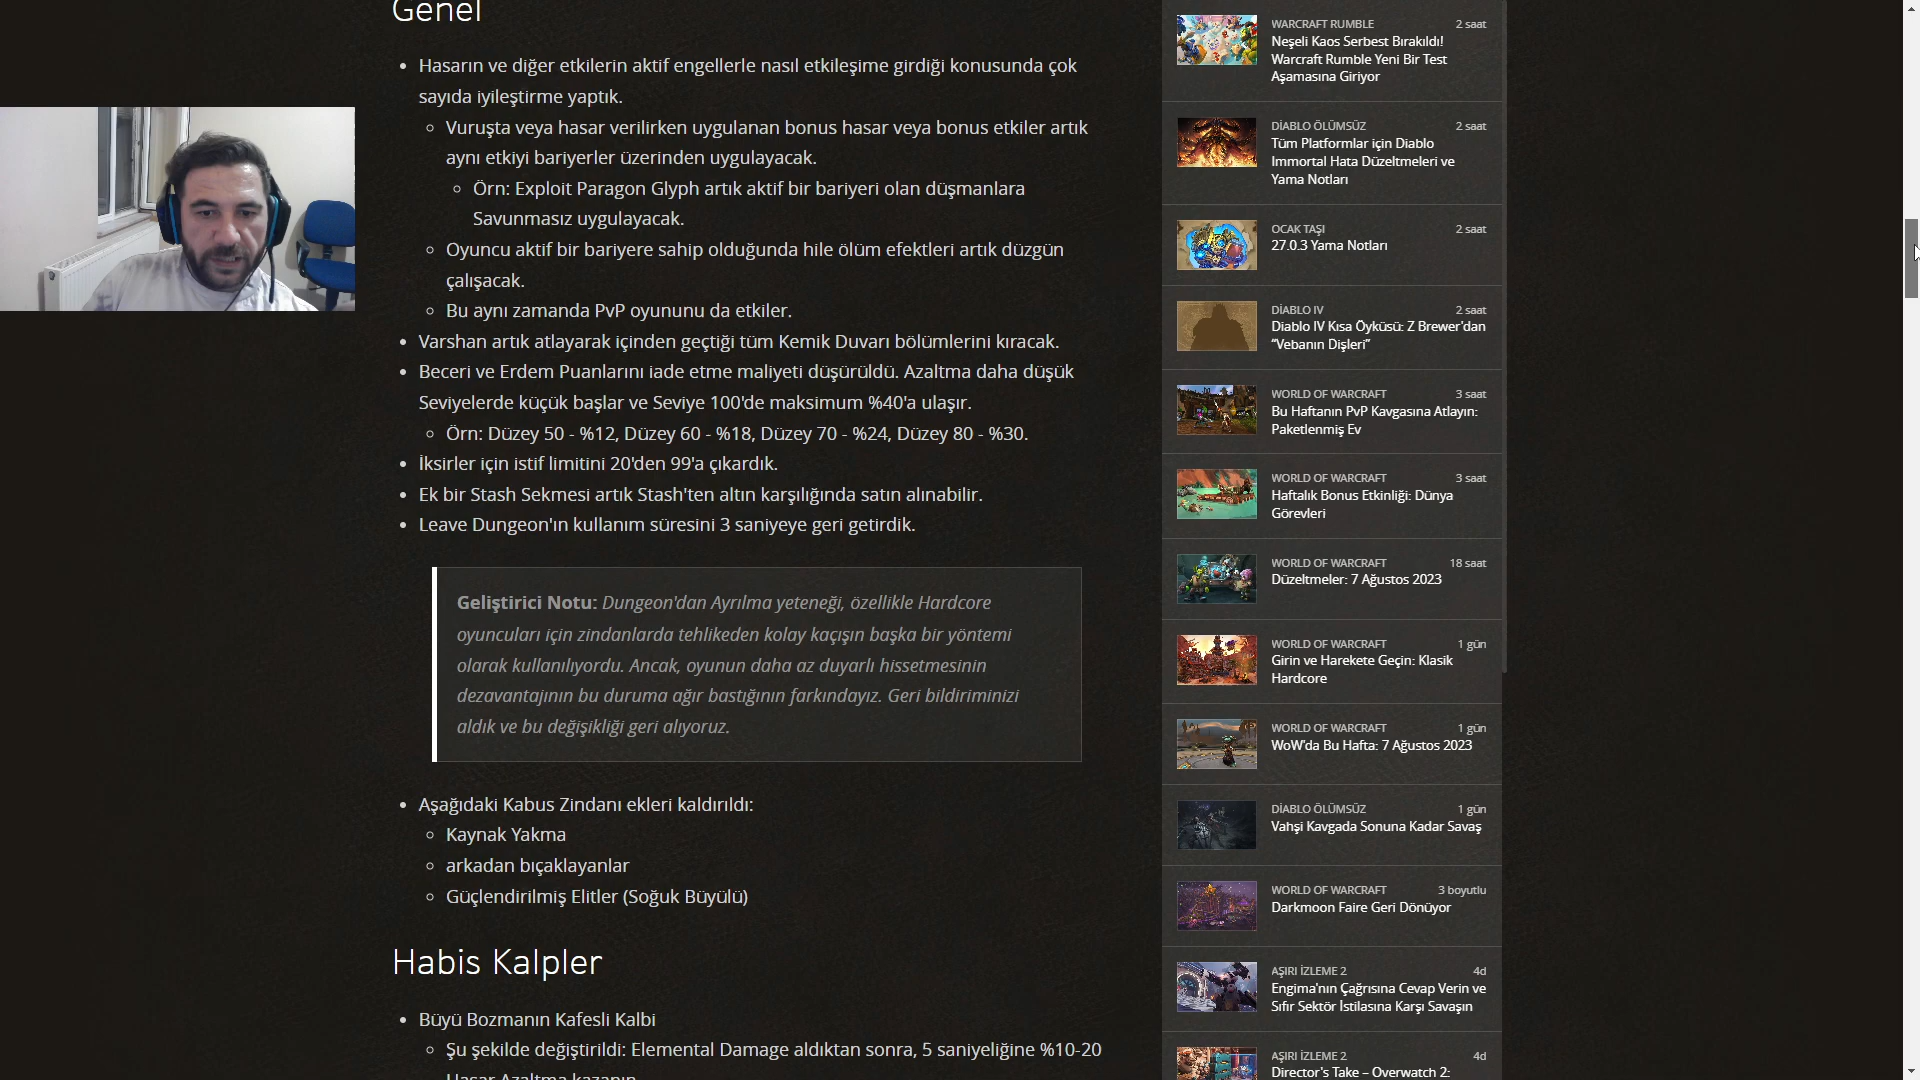 Genel
• Hasarın ve diğer etkilerin aktif engellerle nasıl etkileşime girdiği konusunda çok
sayıda iyileştirme yaptık.
◦ Vuruşta veya hasar verilirken uygulanan bonus hasar veya bonus etkiler artık
aynı etkiyi bariyerler üzerinden uygulayacak.
◦ Örn: Exploit Paragon Glyph artık aktif bir bariyeri olan düşmanlara
Savunmasız uygulayacak.
◦ Oyuncu aktif bir bariyere sahip olduğunda hile ölüm efektleri artık düzgün
çalışacak.
◦ Bu aynı zamanda PvP oyununu da etkiler.
• Varshan artık atlayarak içinden geçtiği tüm Kemik Duvarı bölümlerini kıracak.
• Beceri ve Erdem Puanlarını iade etme maliyeti düşürüldü. Azaltma daha düşük
Seviyelerde küçük başlar ve Seviye 100'de maksimum %40'a ulaşır.
◦ Örn: Düzey 50 - %12, Düzey 60 - %18, Düzey 70 - %24, Düzey 80 - %30.
• İksirler için istif limitini 20'den 99'a çıkardık.
• Ek bir Stash Sekmesi artık Stash'ten altın karşılığında satın alınabilir.
• Leave Dungeon'ın kullanım süresini 3 saniyeye geri getirdik.
Geliştirici Notu: Dungeon'dan Ayrılma yeteneği, özellikle Hardcore
oyuncuları için zindanlarda tehlikeden kolay kaçışın başka bir yöntemi
olarak kullanılıyordu. Ancak, oyunun daha az duyarlı hissetmesinin
dezavantajının bu duruma ağır bastığının farkındayız. Geri bildiriminizi
aldık ve bu değişikliği geri alıyoruz.
• Aşağıdaki Kabus Zindanı ekleri kaldırıldı:
◦ Kaynak Yakma
◦ arkadan bıçaklayanlar
◦ Güçlendirilmiş Elitler (Soğuk Büyülü)
Habis Kalpler
• Büyü Bozmanın Kafesli Kalbi
◦ Şu şekilde değiştirildi: Elemental Damage aldıktan sonra, 5 saniyeliğine %10-20
Hasar Azaltma kazanın
WARCRAFT RUMBLE 2 saat
Neşeli Kaos Serbest Bırakıldı!
Warcraft Rumble Yeni Bir Test
Aşamasına Giriyor
DİABLO ÖLÜMSÜZ 2 saat
Tüm Platformlar için Diablo
Immortal Hata Düzeltmeleri ve
Yama Notları
OCAK TAŞI 2 saat
27.0.3 Yama Notları
DİABLO IV 2 saat
Diablo IV Kısa Öyküsü: Z Brewer'dan
“Vebanın Dişleri”
WORLD OF WARCRAFT 3 saat
Bu Haftanın PvP Kavgasına Atlayın:
Paketlenmiş Ev
WORLD OF WARCRAFT 3 saat
Haftalık Bonus Etkinliği: Dünya
Görevleri
WORLD OF WARCRAFT 18 saat
Düzeltmeler: 7 Ağustos 2023
WORLD OF WARCRAFT 1 gün
Girin ve Harekete Geçin: Klasik
Hardcore
WORLD OF WARCRAFT 1 gün
WoW'da Bu Hafta: 7 Ağustos 2023
DİABLO ÖLÜMSÜZ 1 gün
Vahşi Kavgada Sonuna Kadar Savaş
WORLD OF WARCRAFT 3 boyutlu
Darkmoon Faire Geri Dönüyor
AŞIRI İZLEME 2 4d
Engima'nın Çağrısına Cevap Verin ve
Sıfır Sektör İstilasına Karşı Savaşın
AŞIRI İZLEME 2 4d
Director's Take – Overwatch 2: